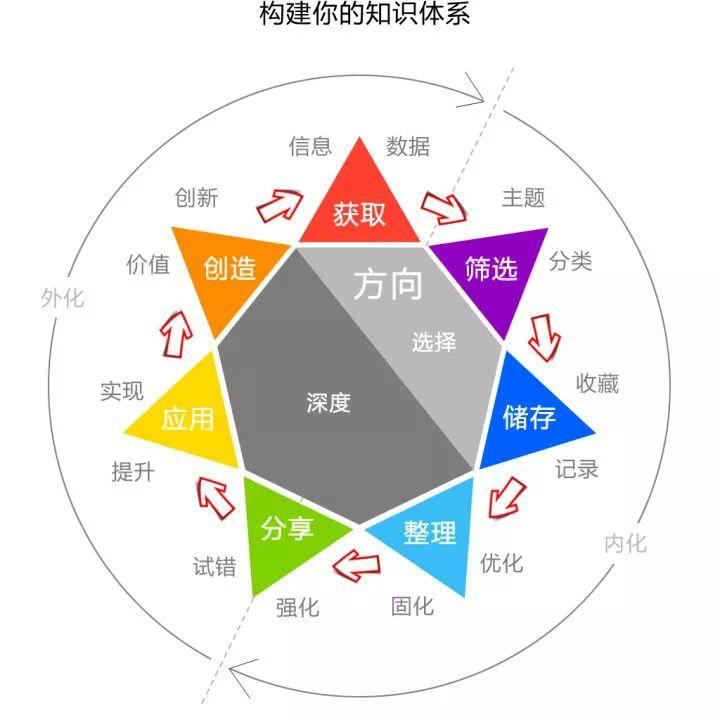 构建你的知识体系
信息
数据
获取
创新
主题
价值
创造
筛选
分类
方向
外化
选择
实现
深度
收藏
应用
储存
提升
记录
分享
整理
内化
试错
优化
强化
固化